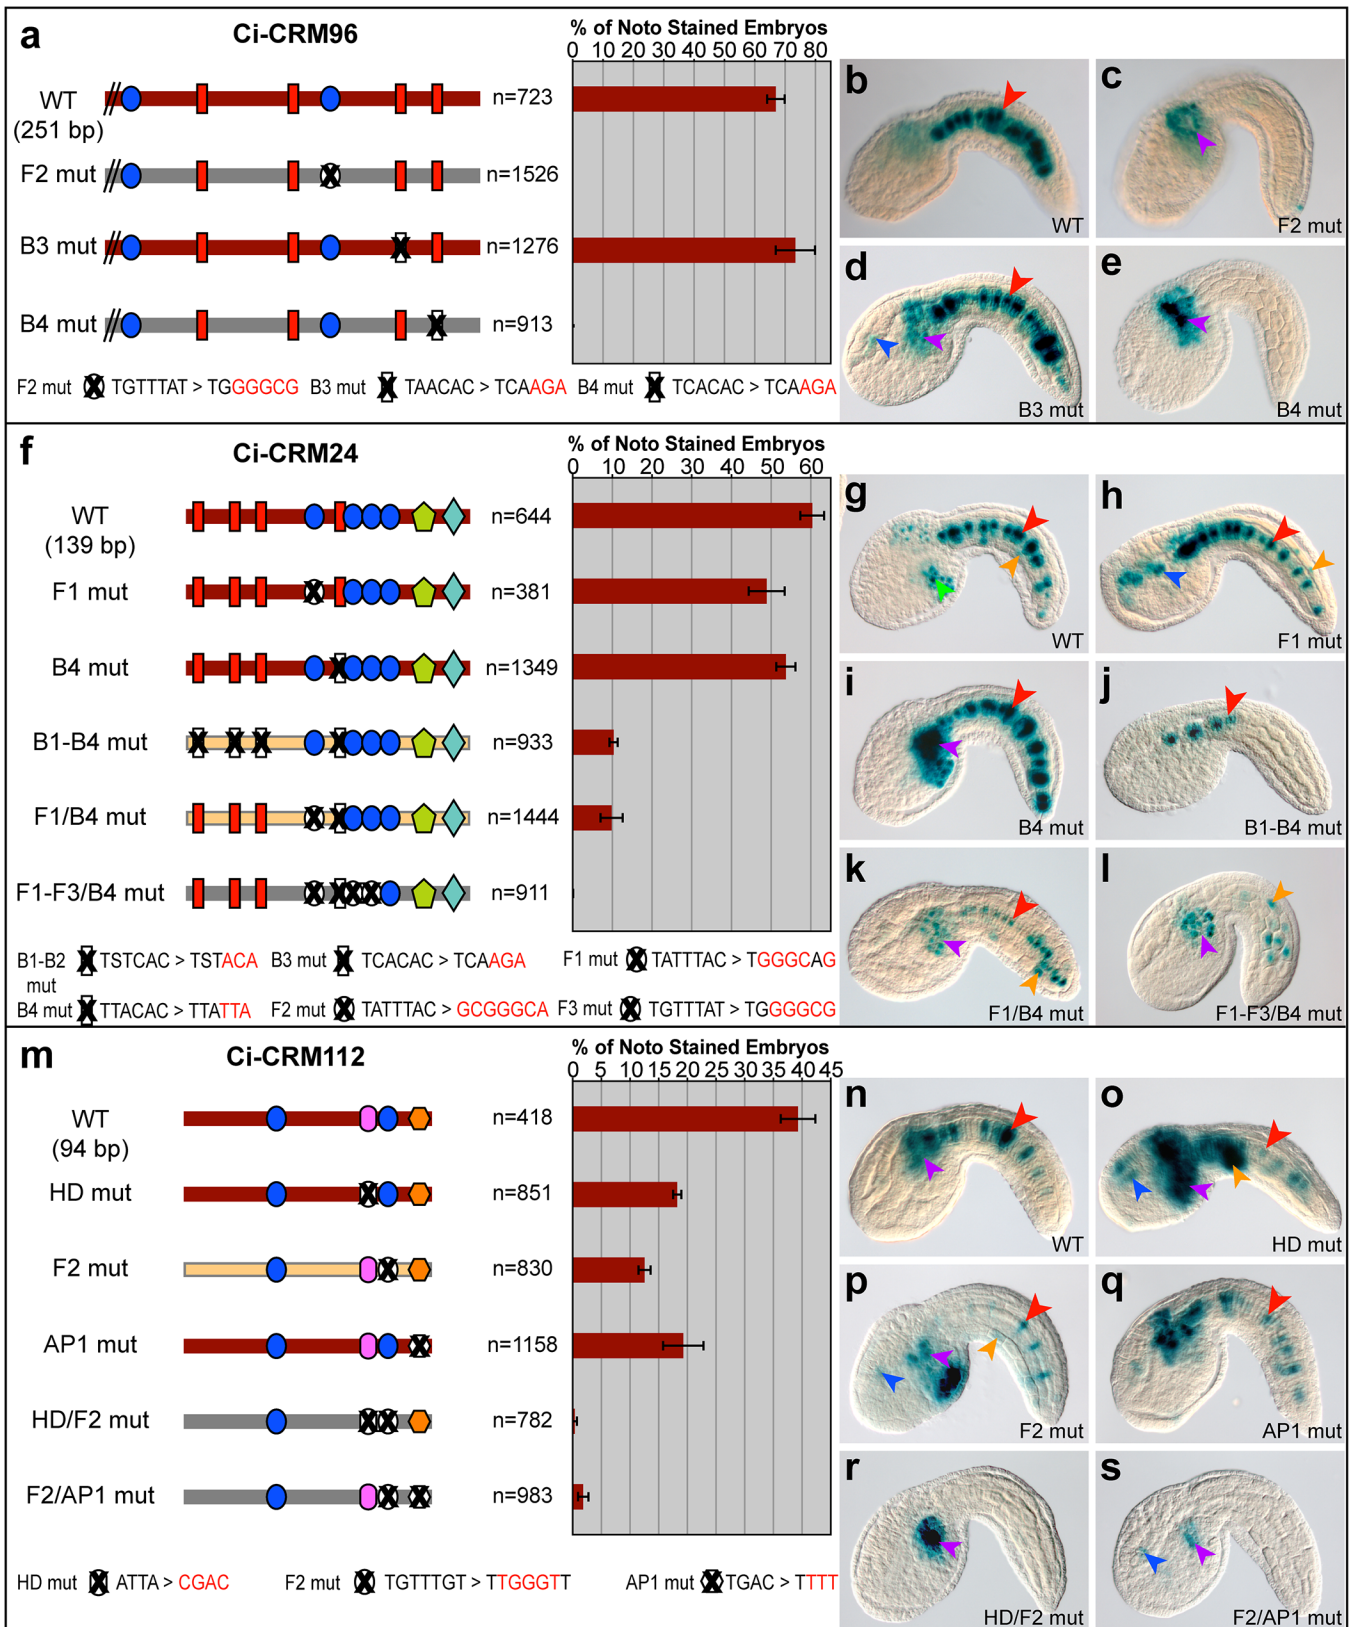 a
Ci-CRM96
% of Noto Stained Embryos
0 10 20 30 40 50 60 70 80
WT
(251 bp)
n=723
F2 mut
n=1526
B3 mut
n=1276
B4 mut
n=913
F2 mut TGTTTAT > TGGGGCG B3 mut TAACAC > TCAAGA B4 mut TCACAC > TCAAGA
b
WT
c
F2 mut
d
B3 mut
e
B4 mut
f
Ci-CRM24
% of Noto Stained Embryos
0 10 20 30 40 50 60
WT
(139 bp)
n=644
F1 mut
n=381
B4 mut
n=1349
B1-B4 mut
n=933
F1/B4 mut
n=1444
F1-F3/B4 mut
n=911
B1-B2 mut TSTCAC > TSTACA B3 mut TCACAC > TCAAGA F1 mut TATTTAC > TGGGCAG
B4 mut TTACAC > TTATTA F2 mut TATTTAC > GCGGGCA F3 mut TGTTTAT > TGGGGCG
g
WT
h
F1 mut
i
B4 mut
j
B1-B4 mut
k
F1/B4 mut
l
F1-F3/B4 mut
m
Ci-CRM112
% of Noto Stained Embryos
0 5 10 15 20 25 30 35 40 45
WT
(94 bp)
n=418
HD mut
n=851
F2 mut
n=830
AP1 mut
n=1158
HD/F2 mut
n=782
F2/AP1 mut
n=983
HD mut ATTA > CGAC F2 mut TGTTTGT > TTGGGTT AP1 mut TGAC > TTTT
n
WT
o
HD mut
p
F2 mut
q
AP1 mut
r
HD/F2 mut
s
F2/AP1 mut